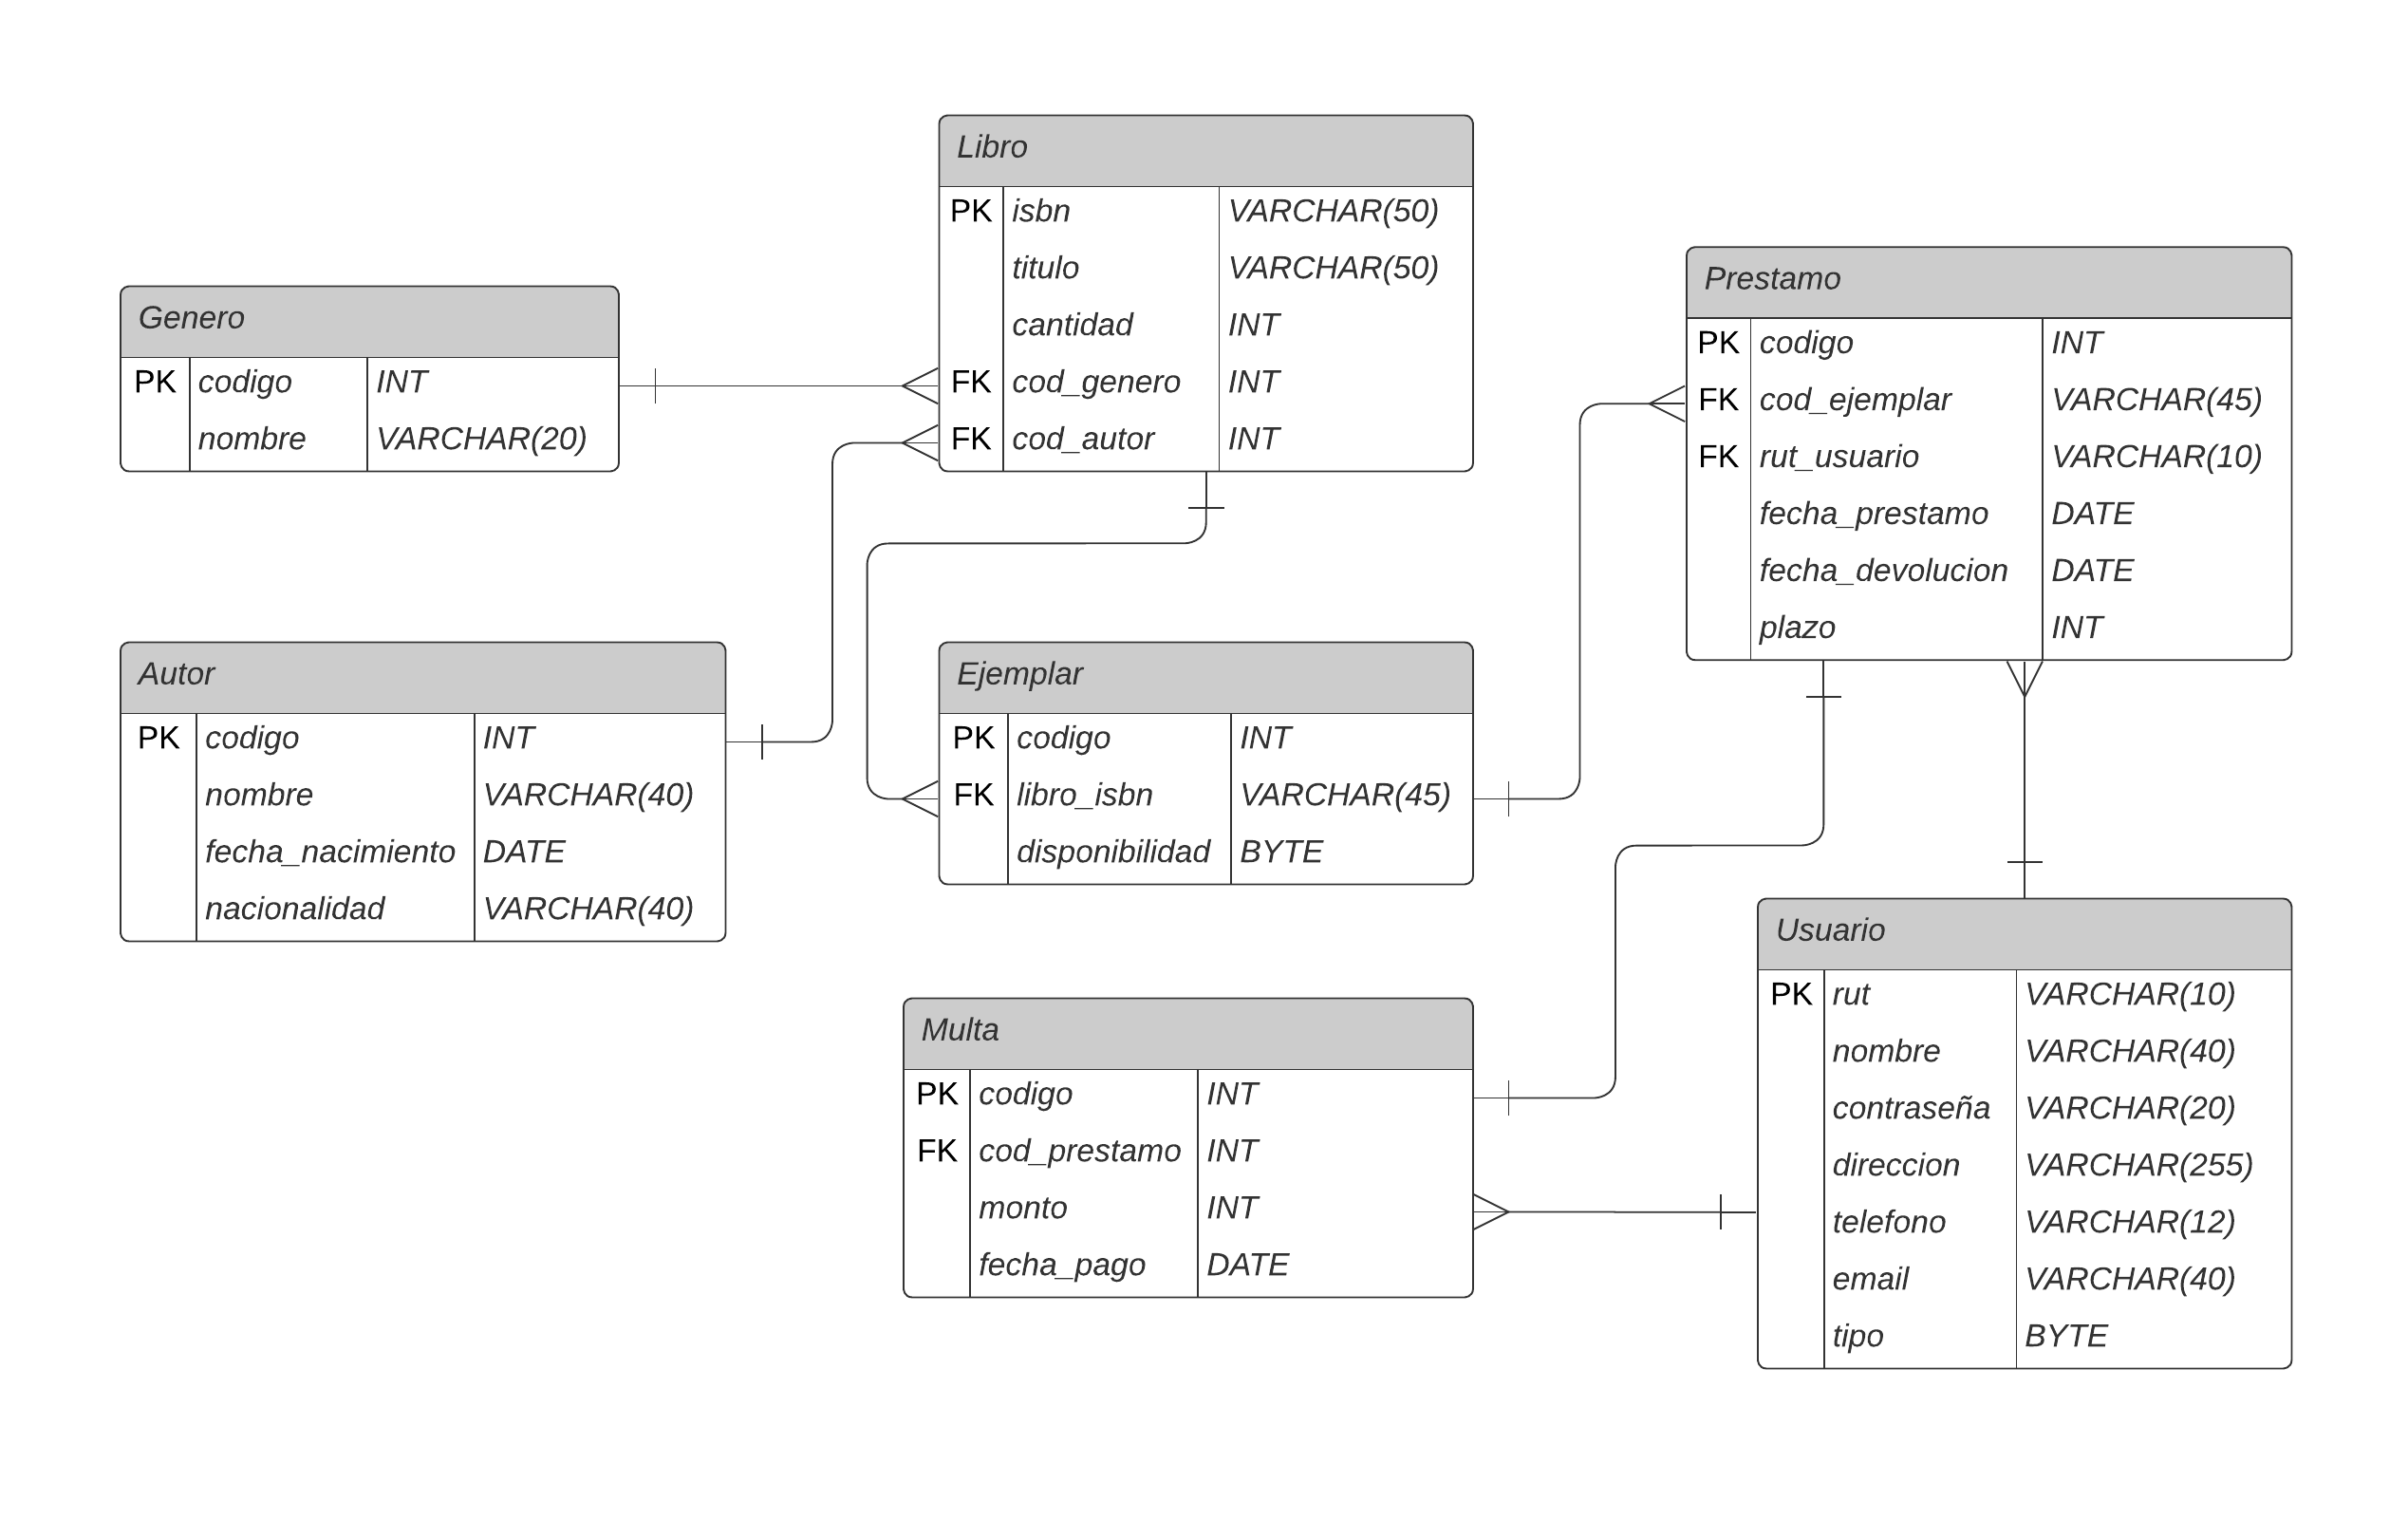 Libro
PK isbn VARCHAR(50)
titulo VARCHAR(50)
cantidad INT
FK cod_genero INT
FK cod_autor INT
Prestamo
PK codigo INT
FK cod_ejemplar VARCHAR(45)
FK rut_usuario VARCHAR(10)
fecha_prestamo DATE
fecha_devolucion DATE
plazo INT
Genero
PK codigo INT
nombre VARCHAR(20)
Autor
PK codigo INT
nombre VARCHAR(40)
fecha_nacimiento DATE
nacionalidad VARCHAR(40)
Ejemplar
PK codigo INT
FK libro_isbn VARCHAR(45)
disponibilidad BYTE
Usuario
PK rut VARCHAR(10)
nombre VARCHAR(40)
contraseña VARCHAR(20)
direccion VARCHAR(255)
telefono VARCHAR(12)
email VARCHAR(40)
tipo BYTE
Multa
PK codigo INT
FK cod_prestamo INT
monto INT
fecha_pago DATE